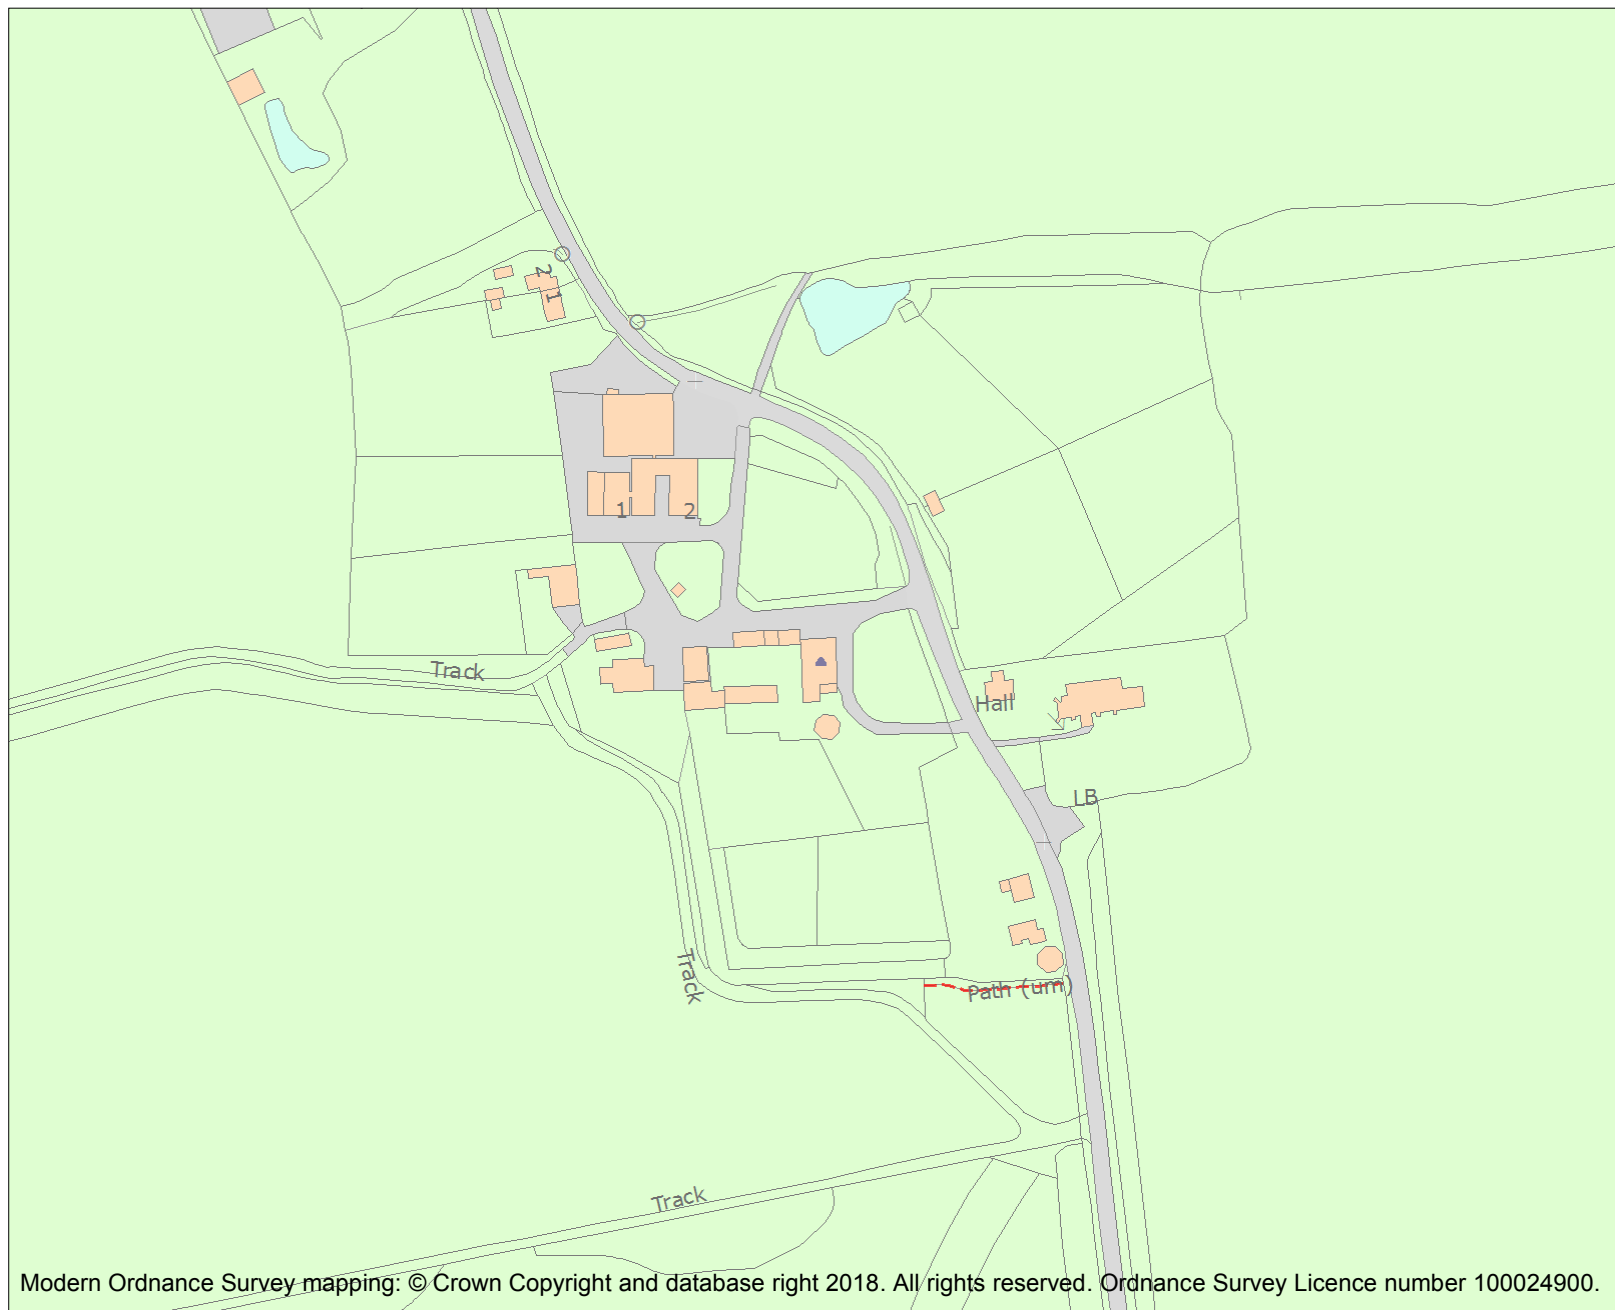 2
1
1
2
Track
Hall
LB
Track
Path (um)
Track
Modern Ordnance Survey mapping: © Crown Copyright and database right 2018. All rights reserved. Ordnance Survey Licence number 100024900.